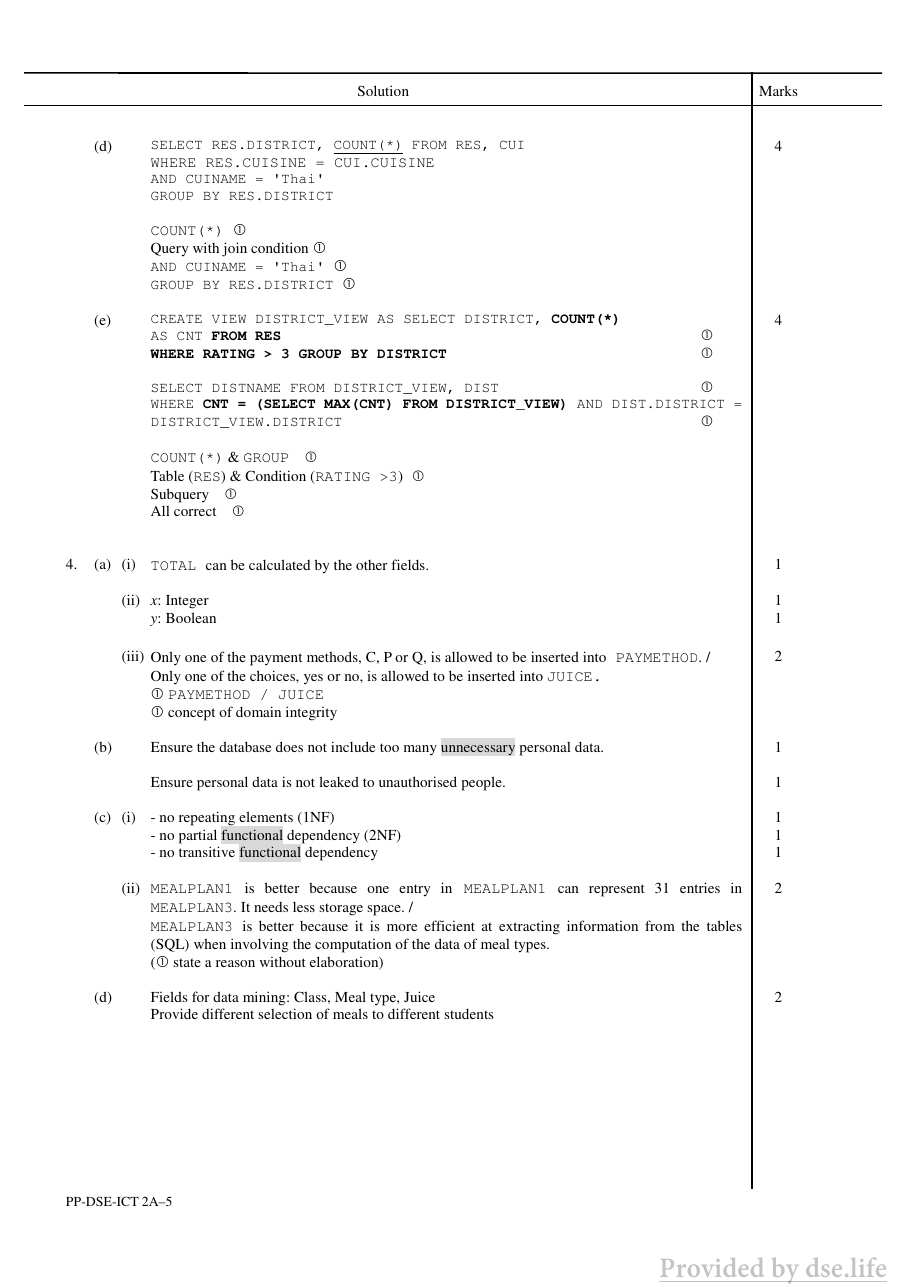 Solution Marks
(d) SELECT RES.DISTRICT, COUNT(*) FROM RES, CUI 4
WHERE RES.CUISINE = CUI.CUISINE
AND CUINAME = 'Thai'
GROUP BY RES.DISTRICT
COUNT(*) ①
Query with join condition ①
AND CUINAME = 'Thai' ①
GROUP BY RES.DISTRICT ①
(e) CREATE VIEW DISTRICT_VIEW AS SELECT DISTRICT, COUNT(*) 4
AS CNT FROM RES ①
WHERE RATING > 3 GROUP BY DISTRICT ①
SELECT DISTNAME FROM DISTRICT_VIEW, DIST ①
WHERE CNT = (SELECT MAX(CNT) FROM DISTRICT_VIEW) AND DIST.DISTRICT =
DISTRICT_VIEW.DISTRICT ①
COUNT(*) & GROUP ①
Table (RES) & Condition (RATING >3) ①
Subquery ①
All correct ①
4. (a) (i) TOTAL can be calculated by the other fields. 1
(ii) x: Integer 1
y: Boolean 1
(iii) Only one of the payment methods, C, P or Q, is allowed to be inserted into PAYMETHOD. / 2
Only one of the choices, yes or no, is allowed to be inserted into JUICE.
① PAYMETHOD / JUICE
① concept of domain integrity
(b) Ensure the database does not include too many unnecessary personal data. 1
Ensure personal data is not leaked to unauthorised people. 1
(c) (i) - no repeating elements (1NF) 1
- no partial functional dependency (2NF) 1
- no transitive functional dependency 1
(ii) MEALPLAN1 is better because one entry in MEALPLAN1 can represent 31 entries in 2
MEALPLAN3. It needs less storage space. /
MEALPLAN3 is better because it is more efficient at extracting information from the tables
(SQL) when involving the computation of the data of meal types.
(① state a reason without elaboration)
(d) Fields for data mining: Class, Meal type, Juice 2
Provide different selection of meals to different students
PP-DSE-ICT 2A–5
Provided by dse.life